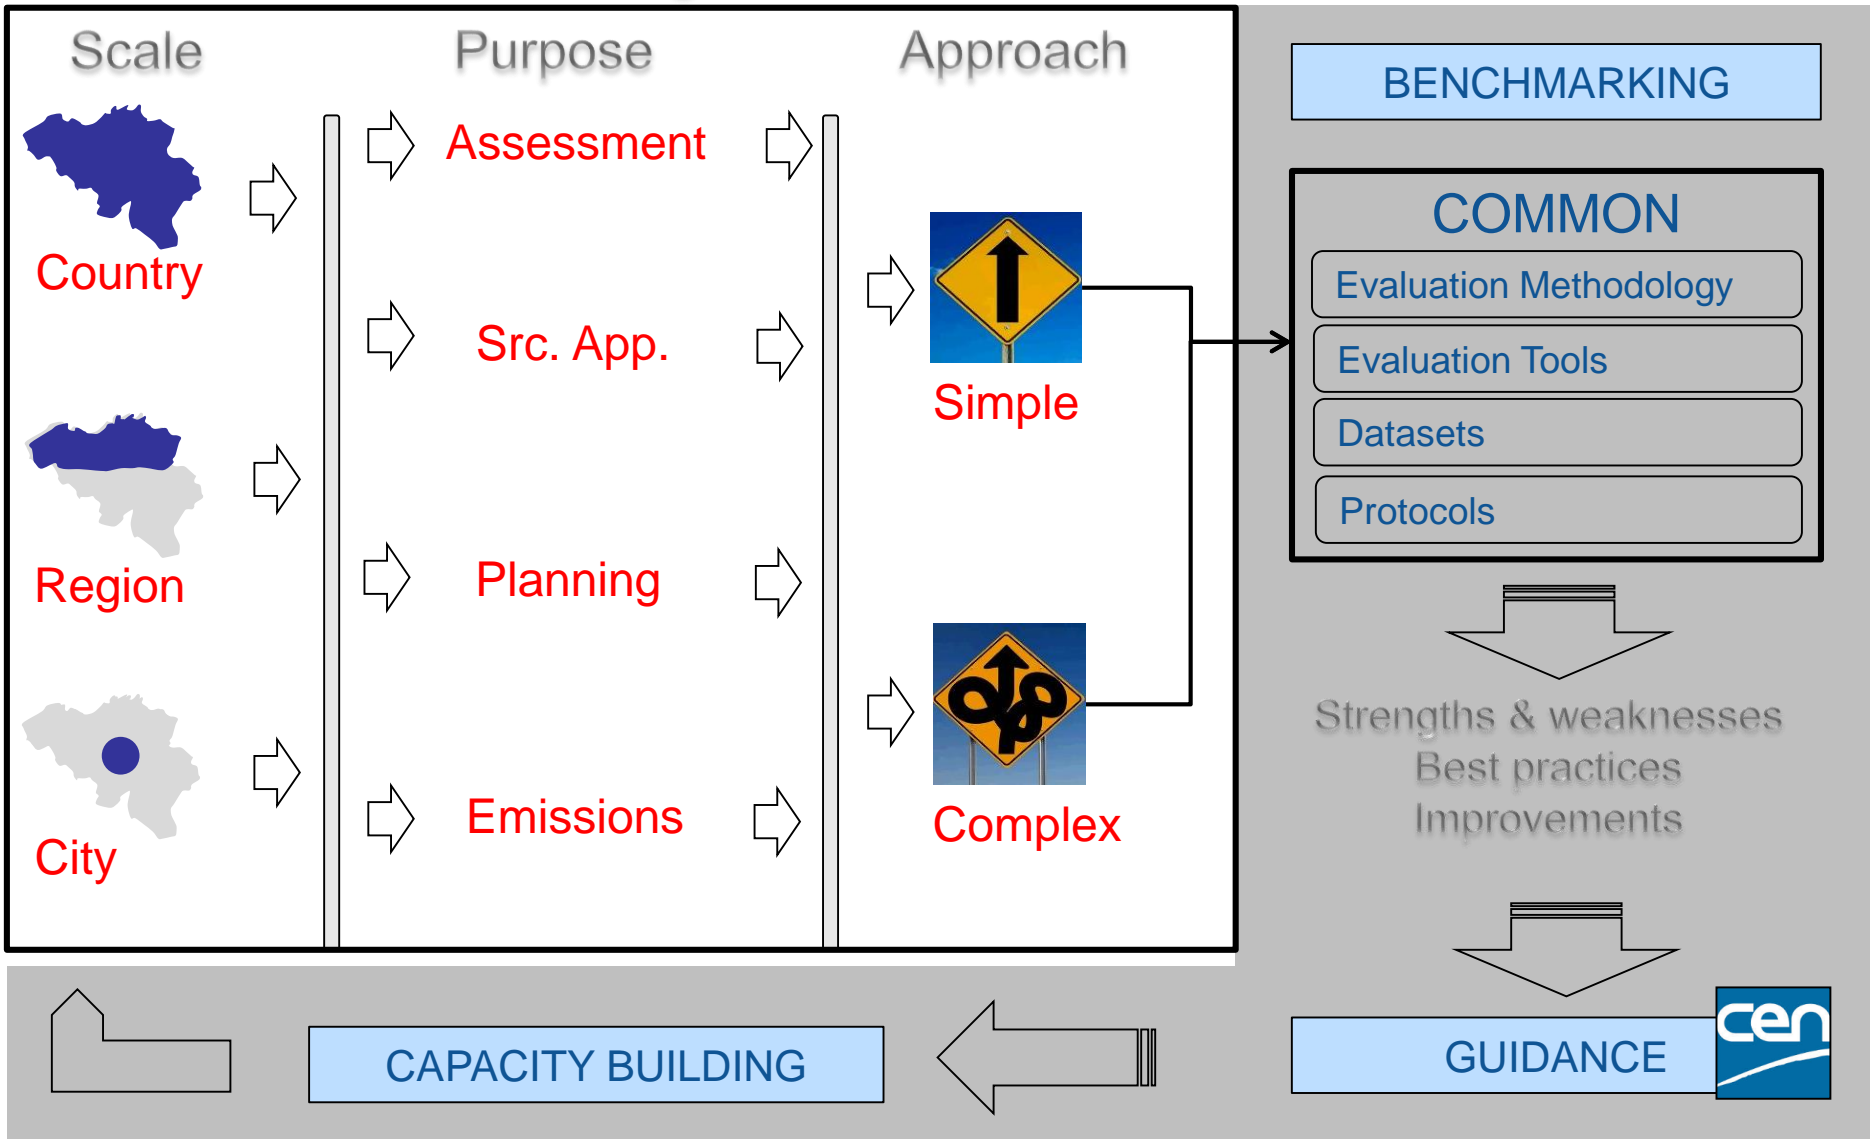 Scale
Purpose
Approach
Country
Region
City
Assessment
Src. App.
Planning
Emissions
Simple
Complex
BENCHMARKING
COMMON
Evaluation Methodology
Evaluation Tools
Datasets
Protocols
Strengths & weaknesses
Best practices
Improvements
GUIDANCE
cen
CAPACITY BUILDING